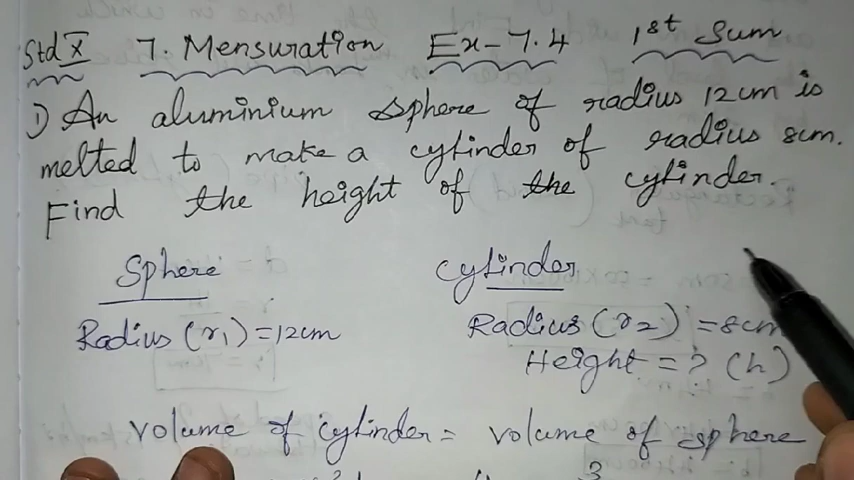 Std X 7. Mensuration Ex-7.4 1st Sum
1) An aluminium sphere of radius 12cm is
melted to make a cylinder of radius 8cm.
Find the height of the cylinder.
Sphere Cylinder
Radius (r1) = 12cm Radius (r2) = 8cm
Height = ? (h)
Volume of cylinder = volume of sphere